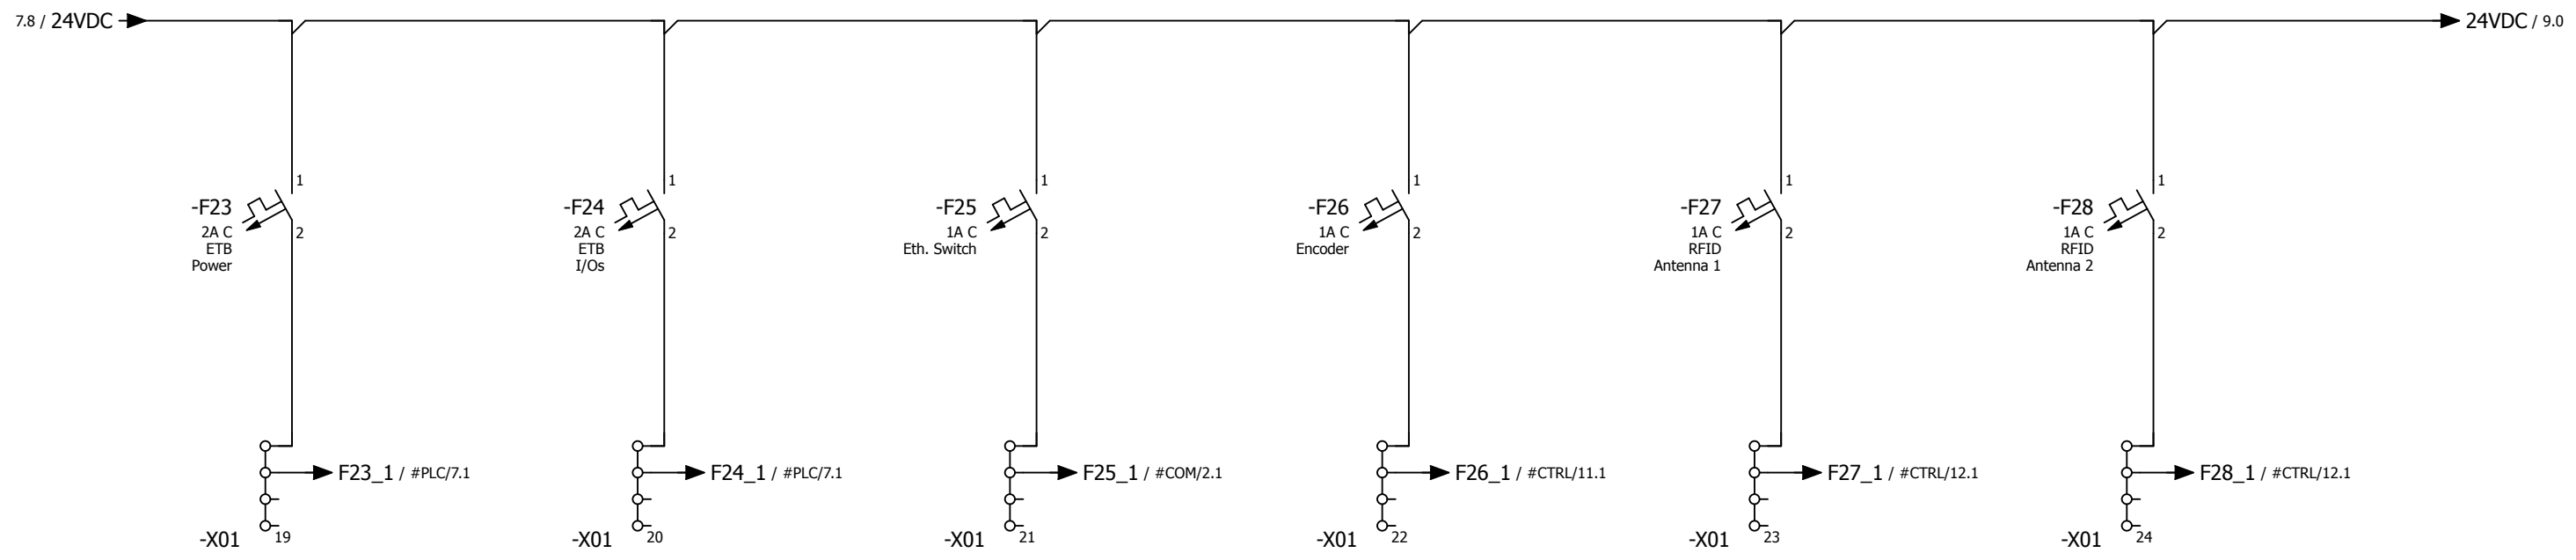 7.8 / 24VDC
24VDC / 9.0
1
-F23
2A C
2
ETB
Power
1
-F24
2A C
2
ETB
I/Os
1
-F25
1A C
2
Eth. Switch
1
-F26
1A C
2
Encoder
1
-F27
1A C
2
RFID
Antenna 1
1
-F28
1A C
2
RFID
Antenna 2
F23_1 / #PLC/7.1
F24_1 / #PLC/7.1
F25_1 / #COM/2.1
F26_1 / #CTRL/11.1
F27_1 / #CTRL/12.1
F28_1 / #CTRL/12.1
-X01 19
-X01 20
-X01 21
-X01 22
-X01 23
-X01 24